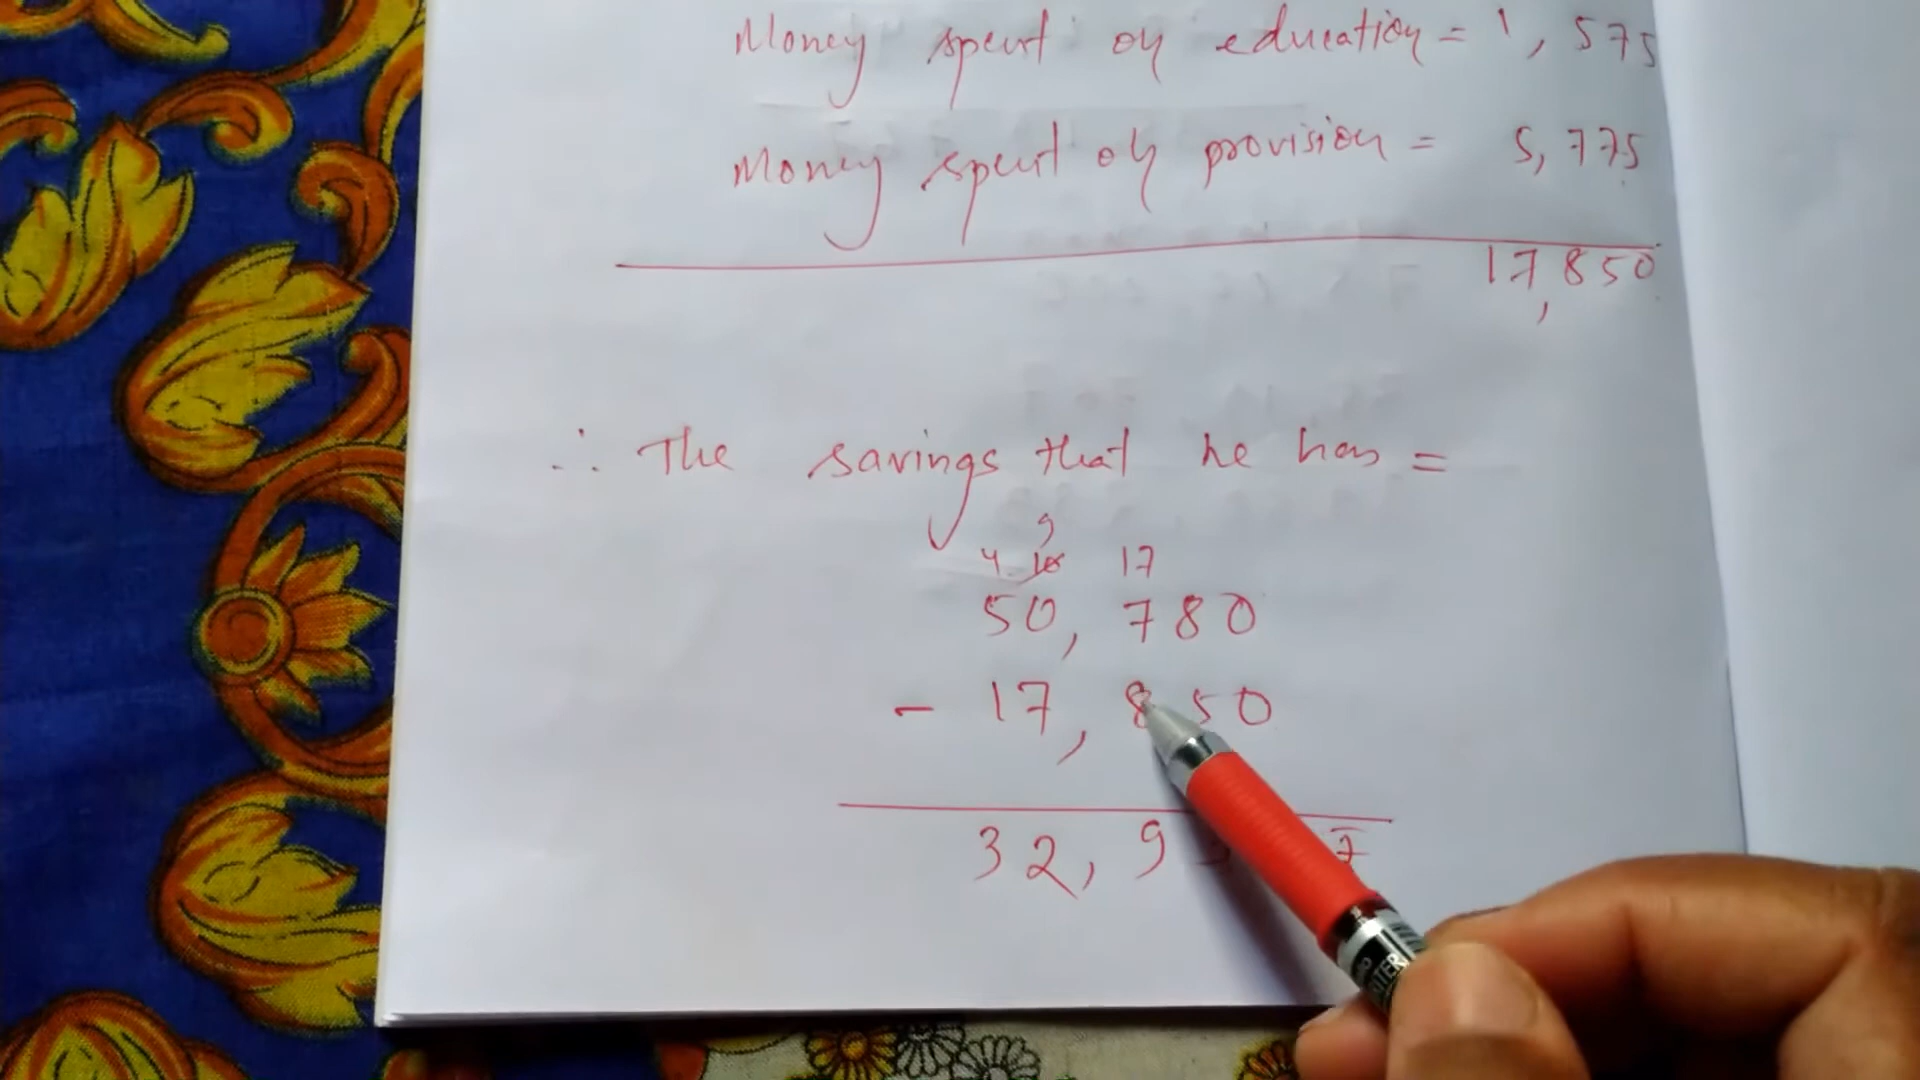 Money spent on education = 1,575
Money spent on provision = 5,775
17,850
∴ The savings that he has =
9
4 10 17
50,780
- 17,850
32,93